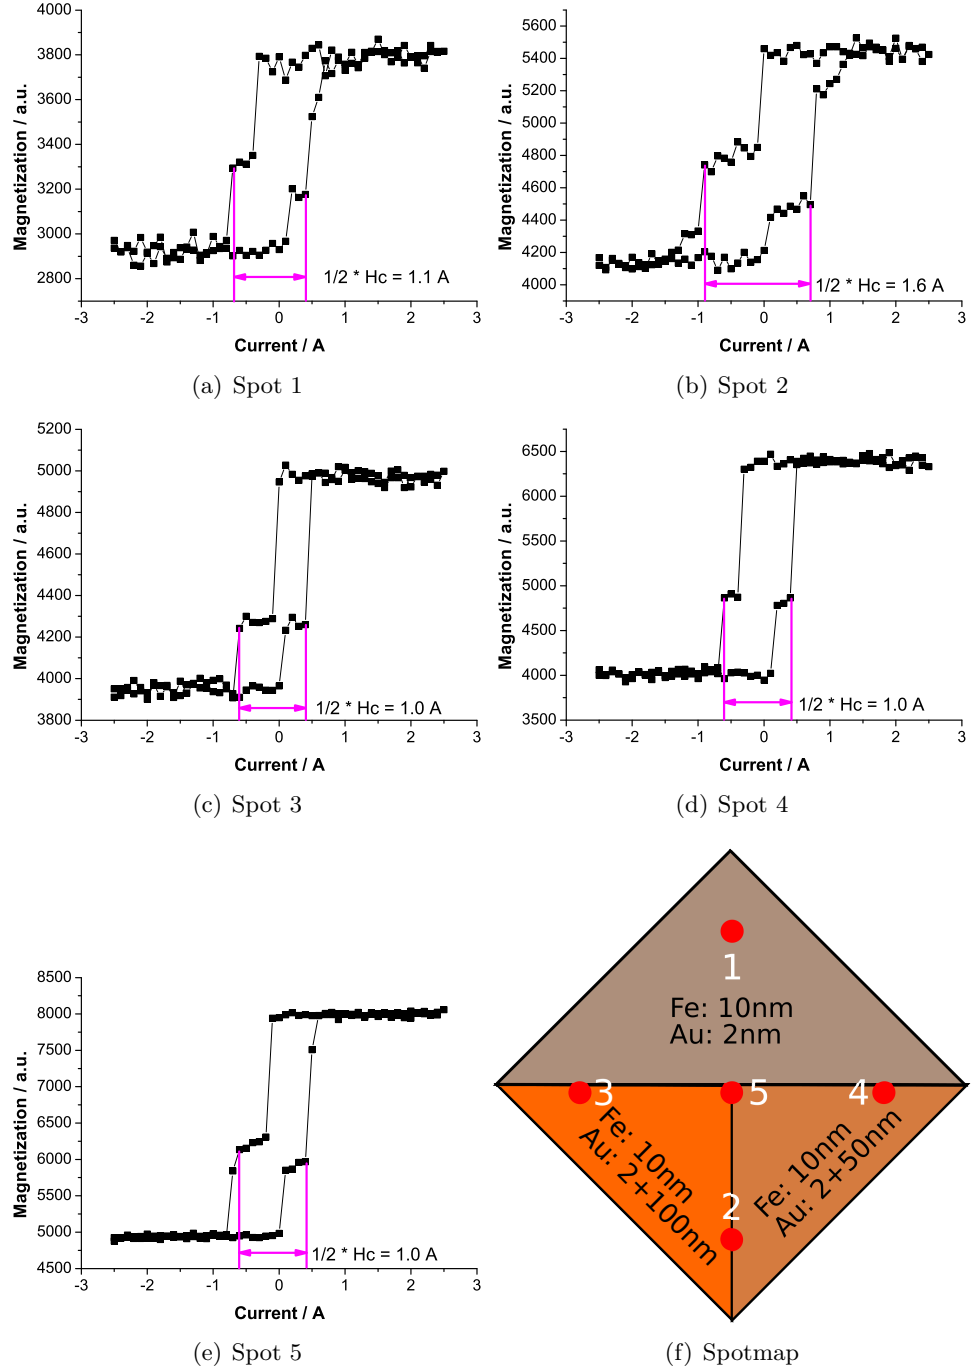 4000
3800
3600
3400
3200
3000
2800
Magnetization / a.u.
1/2 * Hc = 1.1 A
-3 -2 -1 0 1 2 3
Current / A
(a) Spot 1
5600
5400
5200
5000
4800
4600
4400
4200
4000
Magnetization / a.u.
1/2 * Hc = 1.6 A
-3 -2 -1 0 1 2 3
Current / A
(b) Spot 2
5200
5000
4800
4600
4400
4200
4000
3800
Magnetization / a.u.
1/2 * Hc = 1.0 A
-3 -2 -1 0 1 2 3
Current / A
(c) Spot 3
6500
6000
5500
5000
4500
4000
3500
Magnetization / a.u.
1/2 * Hc = 1.0 A
-3 -2 -1 0 1 2 3
Current / A
(d) Spot 4
8500
8000
7500
7000
6500
6000
5500
5000
4500
Magnetization / a.u.
1/2 * Hc = 1.0 A
-3 -2 -1 0 1 2 3
Current / A
(e) Spot 5
1
Fe: 10nm
Au: 2nm
3
5
4
Fe: 10nm
Au: 2+100nm
Fe: 10nm
Au: 2+50nm
2
(f) Spotmap